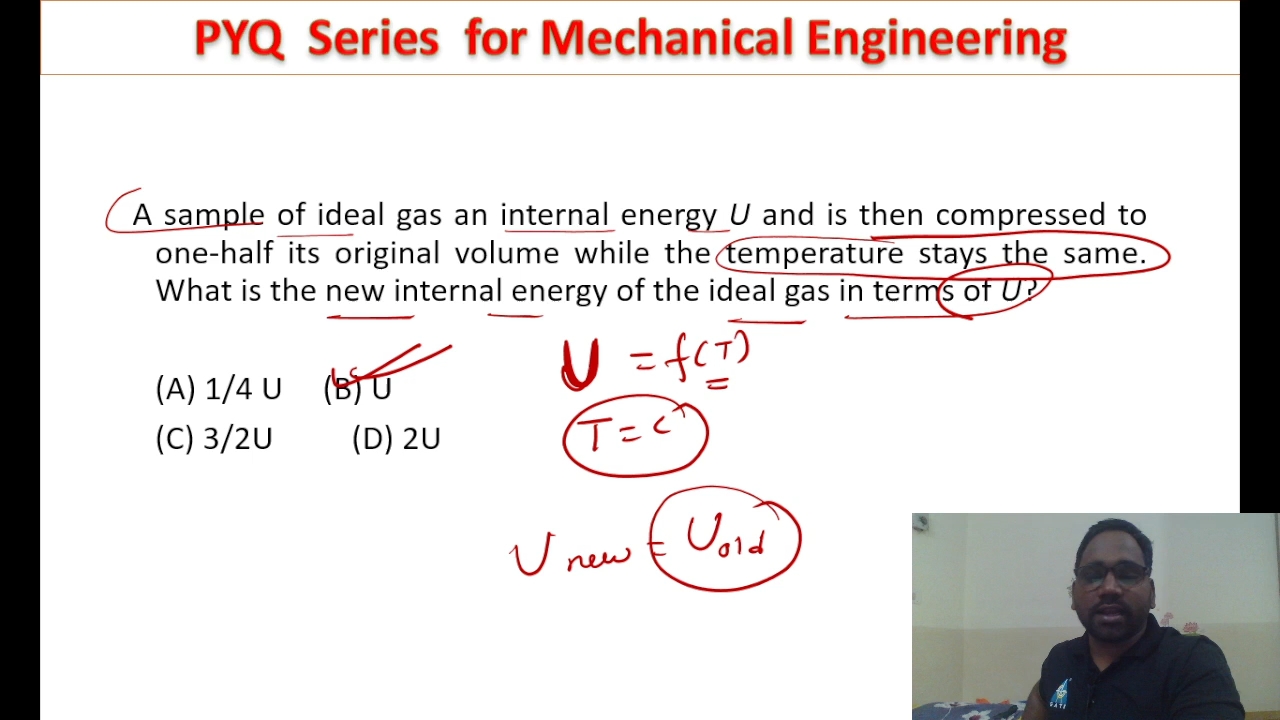 PYQ Series for Mechanical Engineering
A sample of ideal gas an internal energy U and is then compressed to
one-half its original volume while the temperature stays the same.
What is the new internal energy of the ideal gas in terms of U?
(A) 1/4 U (B) U
(C) 3/2U (D) 2U
U = f(T)
T = c
U new = U old
GATE